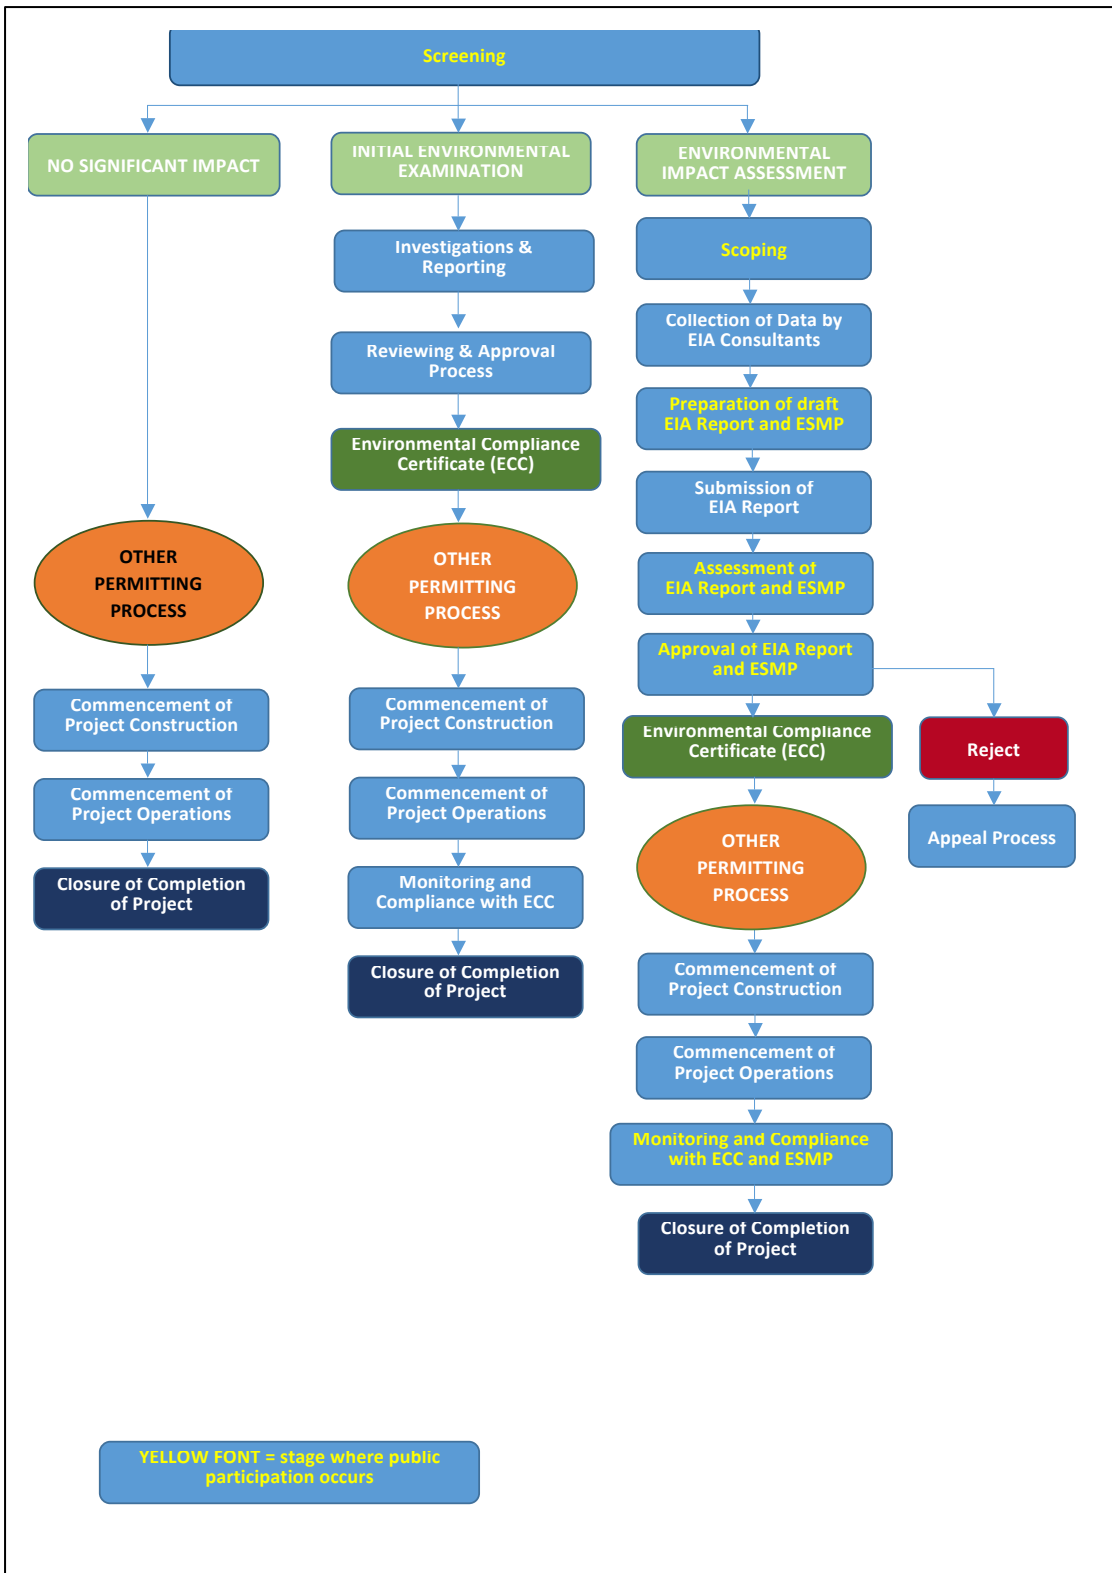 Screening
NO SIGNIFICANT IMPACT
INITIAL ENVIRONMENTAL
EXAMINATION
ENVIRONMENTAL
IMPACT ASSESSMENT
Investigations &
Reporting
Reviewing & Approval
Process
Environmental Compliance
Certificate (ECC)
Scoping
Collection of Data by
EIA Consultants
Preparation of draft
EIA Report and ESMP
Submission of
EIA Report
Assessment of
EIA Report and ESMP
Approval of EIA Report
and ESMP
Environmental Compliance
Certificate (ECC)
Reject
Appeal Process
OTHER
PERMITTING
PROCESS
Commencement of
Project Construction
Commencement of
Project Operations
Closure of Completion
of Project
OTHER
PERMITTING
PROCESS
Commencement of
Project Construction
Commencement of
Project Operations
Monitoring and
Compliance with ECC
Closure of Completion
of Project
OTHER
PERMITTING
PROCESS
Commencement of
Project Construction
Commencement of
Project Operations
Monitoring and Compliance
with ECC and ESMP
Closure of Completion
of Project
YELLOW FONT = stage where public
participation occurs